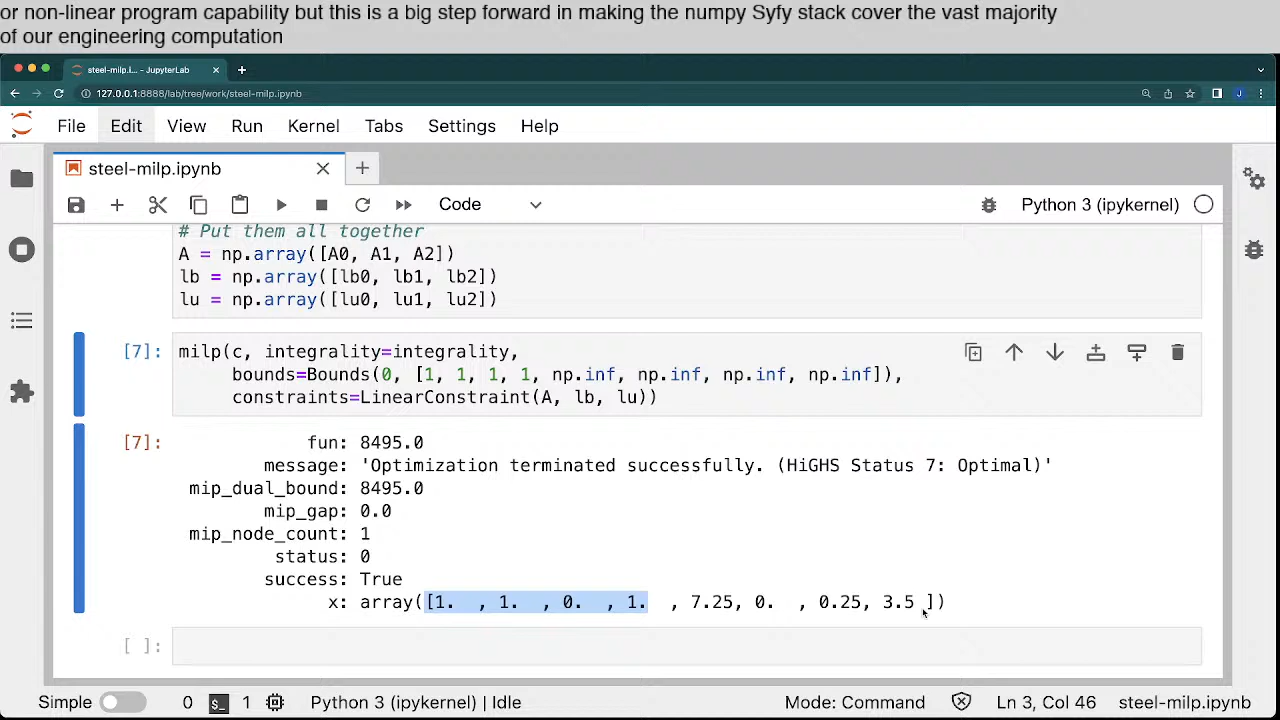 or non-linear program capability but this is a big step forward in making the numpy Syfy stack cover the vast majority
of our engineering computation
steel-milp.i... - JupyterLab
127.0.0.1:8888/lab/tree/work/steel-milp.ipynb
J
File Edit View Run Kernel Tabs Settings Help
steel-milp.ipynb
Code
Python 3 (ipykernel)
# Put them all together
A = np.array([A0, A1, A2])
lb = np.array([lb0, lb1, lb2])
lu = np.array([lu0, lu1, lu2])
[7]: milp(c, integrality=integrality,
bounds=Bounds(0, [1, 1, 1, 1, np.inf, np.inf, np.inf, np.inf]),
constraints=LinearConstraint(A, lb, lu))
[7]: fun: 8495.0
message: 'Optimization terminated successfully. (HiGHS Status 7: Optimal)'
mip_dual_bound: 8495.0
mip_gap: 0.0
mip_node_count: 1
status: 0
success: True
x: array([1. , 1. , 0. , 1. , 7.25, 0. , 0.25, 3.5 ])
[ ]:
Simple 0 $_ 1 Python 3 (ipykernel) | Idle Mode: Command Ln 3, Col 46 steel-milp.ipynb